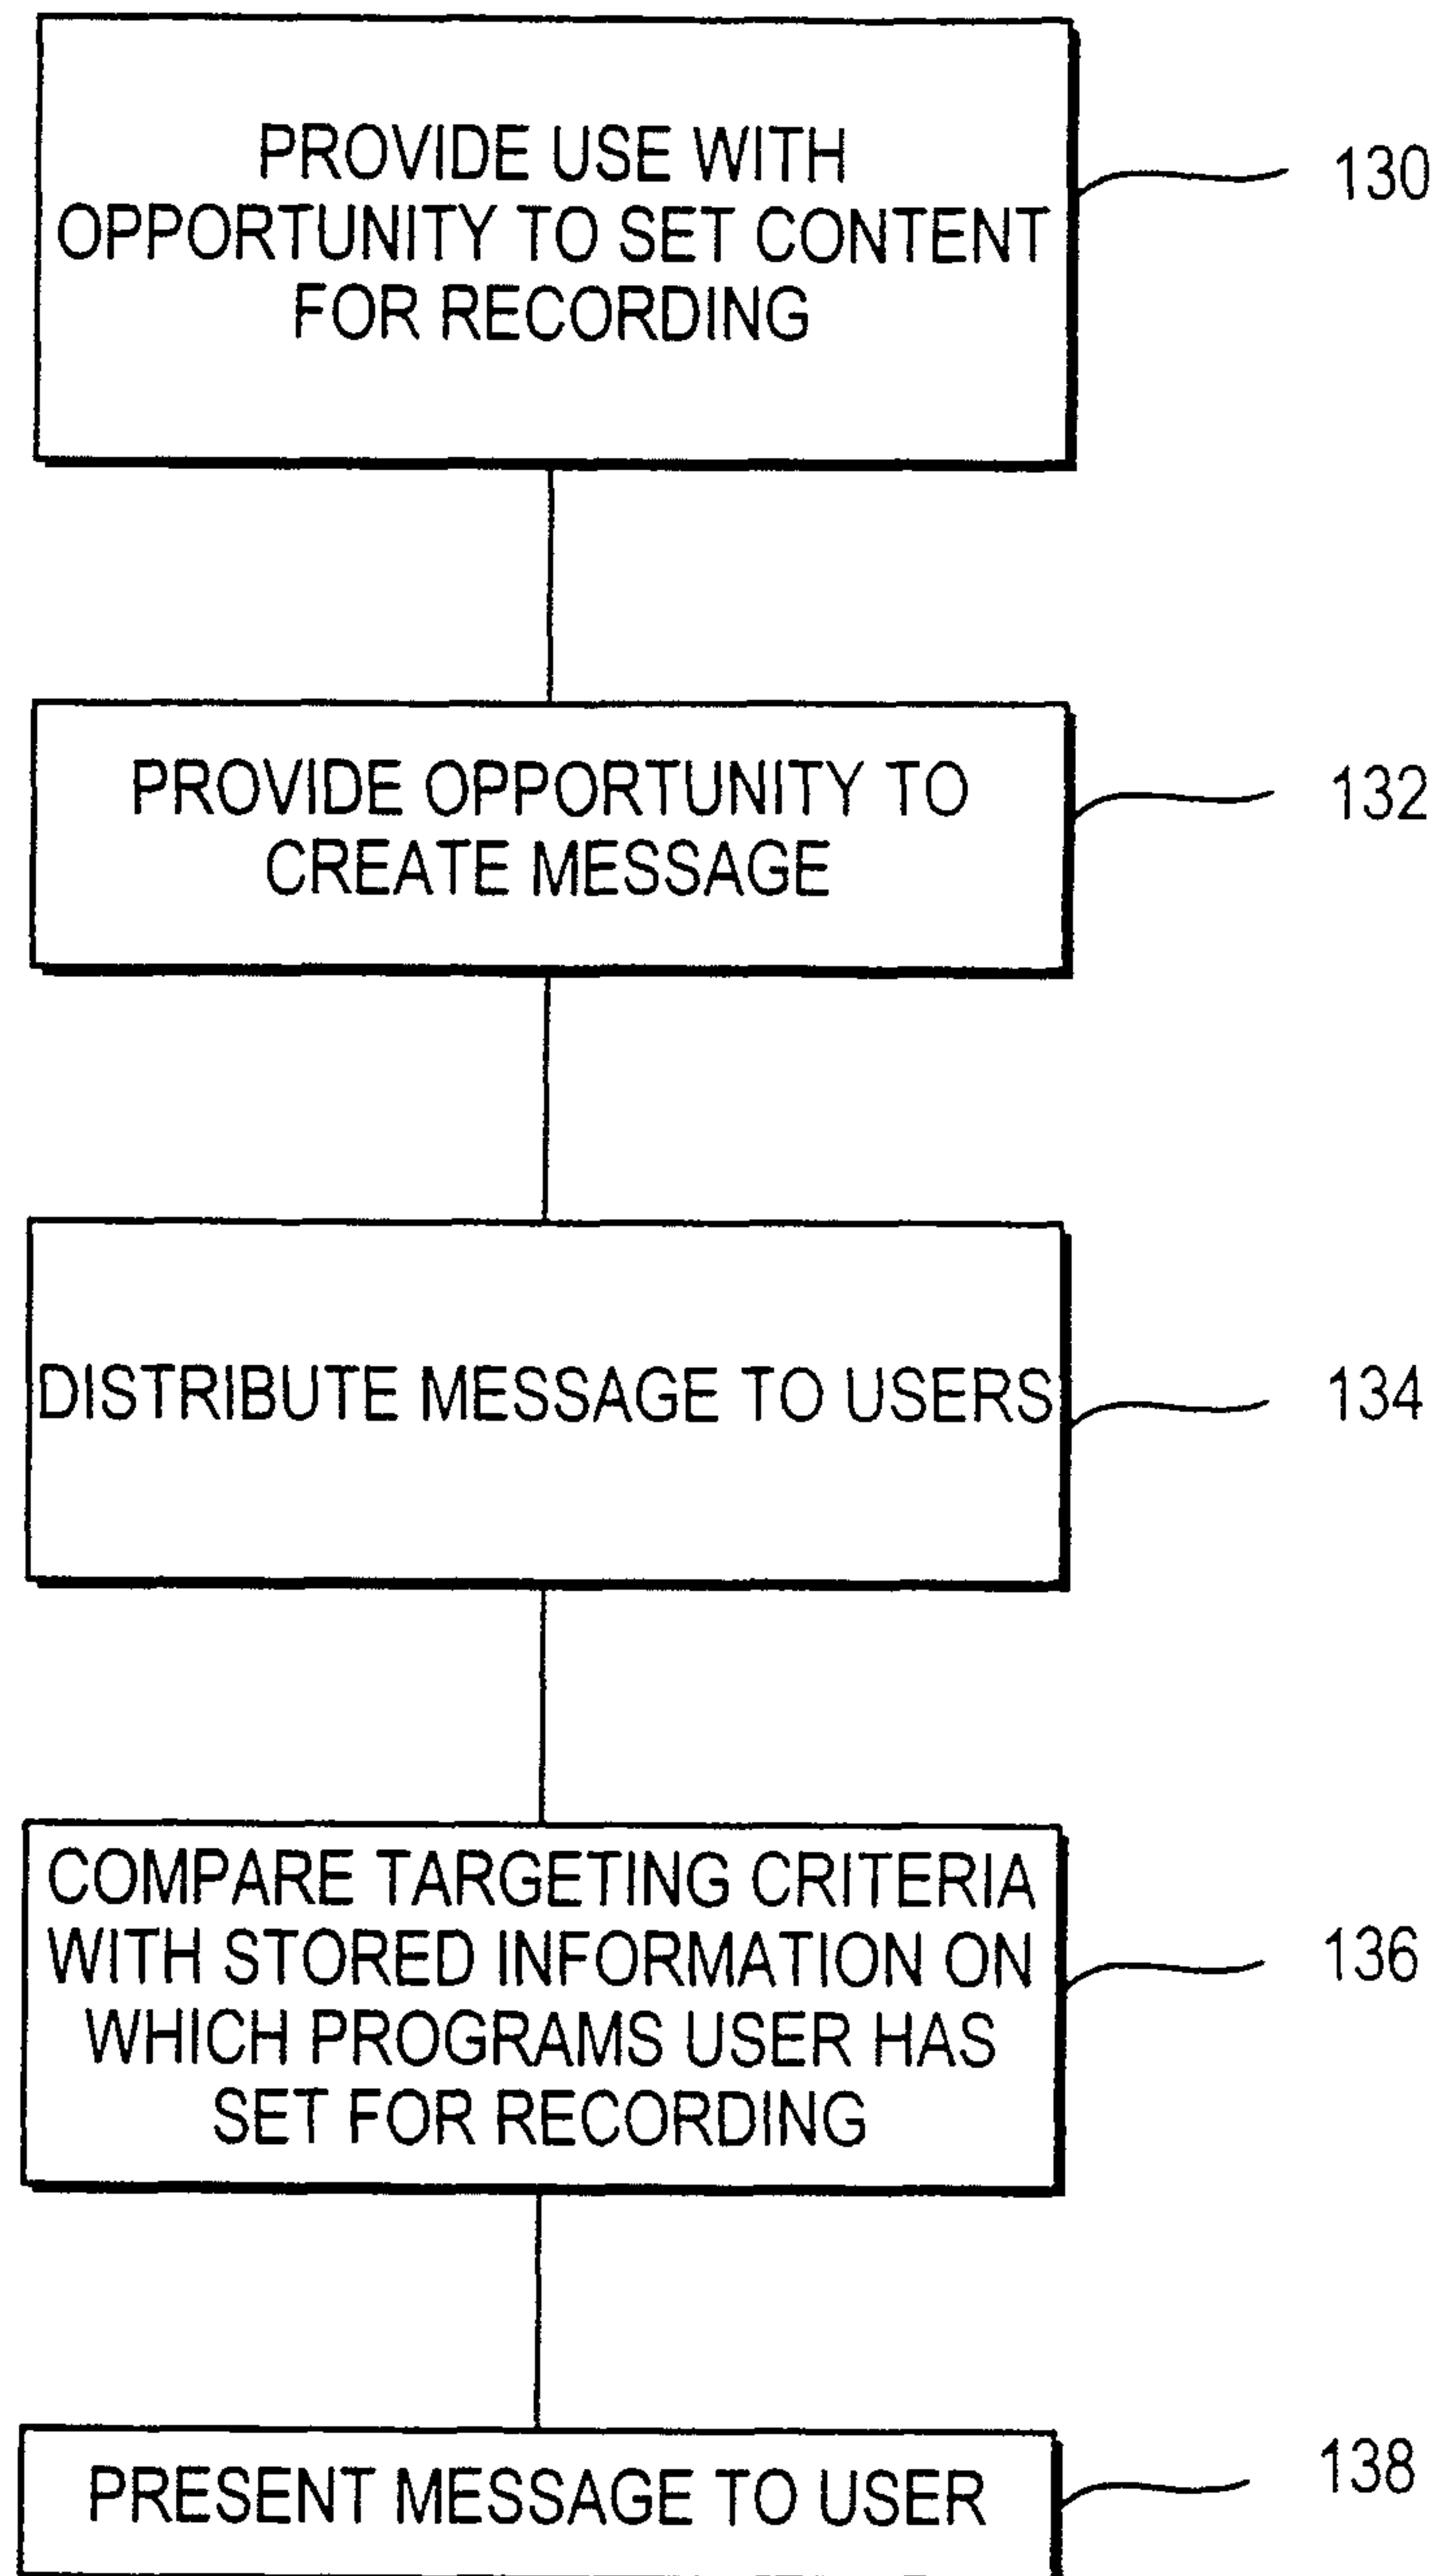 PROVIDE USE WITH
OPPORTUNITY TO SET CONTENT
FOR RECORDING
130
PROVIDE OPPORTUNITY TO
CREATE MESSAGE
132
DISTRIBUTE MESSAGE TO USERS
134
COMPARE TARGETING CRITERIA
WITH STORED INFORMATION ON
WHICH PROGRAMS USER HAS
SET FOR RECORDING
136
PRESENT MESSAGE TO USER
138